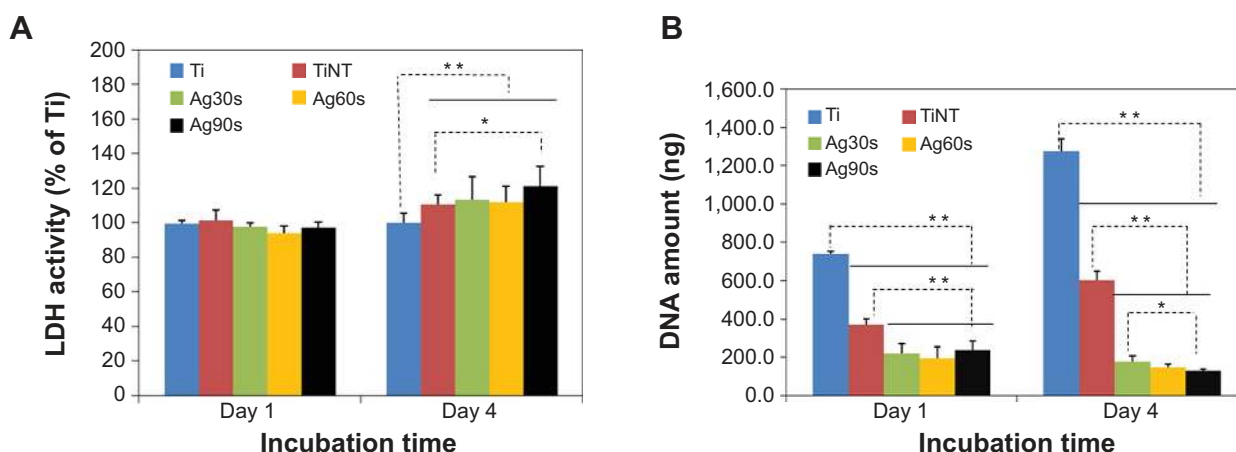 A
LDH activity (% of Ti)
200
180
160
140
120
100
80
60
40
20
0
Ti
TiNT
Ag30s
Ag60s
Ag90s
**
*
Day 1
Day 4
Incubation time
B
DNA amount (ng)
1,600.0
1,400.0
1,200.0
1,000.0
800.0
600.0
400.0
200.0
0.0
Ti
TiNT
Ag30s
Ag60s
Ag90s
**
**
**
**
*
Day 1
Day 4
Incubation time